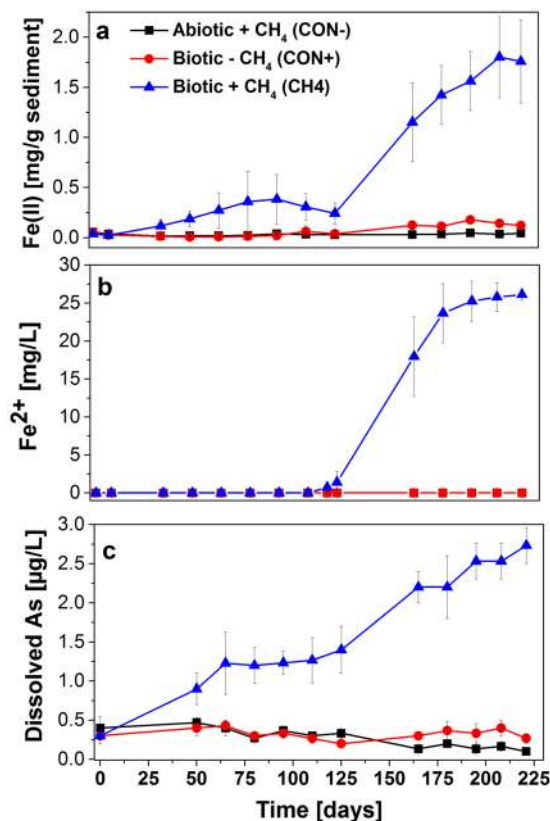 a
Abiotic + CH4 (CON-)
Biotic - CH4 (CON+)
Biotic + CH4 (CH4)
Fe(II) [mg/g sediment]
2.0
1.5
1.0
0.5
0.0
b
Fe2+ [mg/L]
30
25
20
15
10
5
0
c
Dissolved As [µg/L]
3.0
2.5
2.0
1.5
1.0
0.5
0.0
0 25 50 75 100 125 150 175 200 225
Time [days]